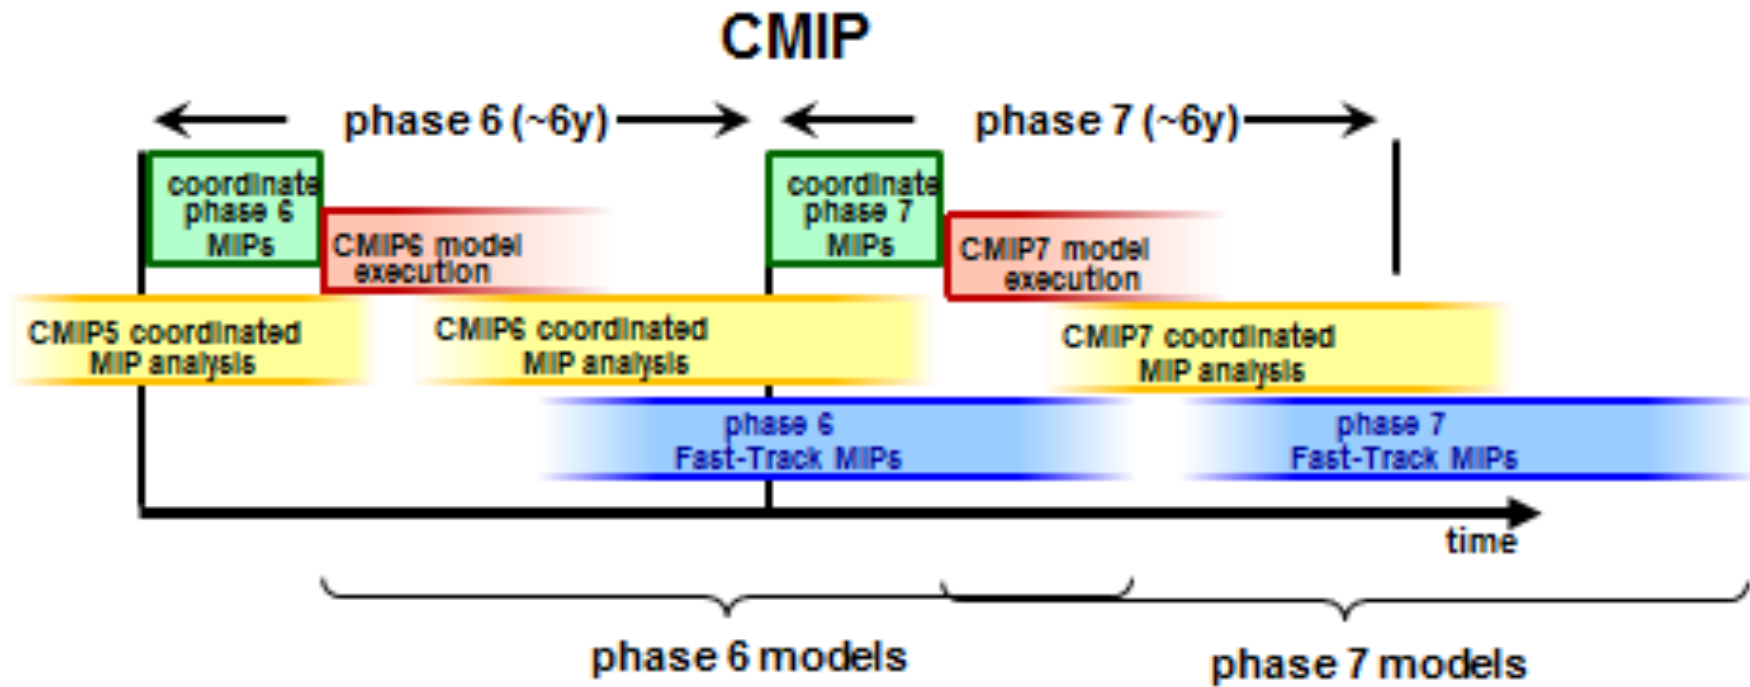 CMIP
phase 6 (~6y)
phase 7 (~6y)
coordinate
phase 6
MIPs
coordinate
phase 7
MIPs
CMIP6 model
execution
CMIP7 model
execution
CMIP5 coordinated
MIP analysis
CMIP6 coordinated
MIP analysis
CMIP7 coordinated
MIP analysis
phase 6
Fast-Track MIPs
phase 7
Fast-Track MIPs
time
phase 6 models
phase 7 models